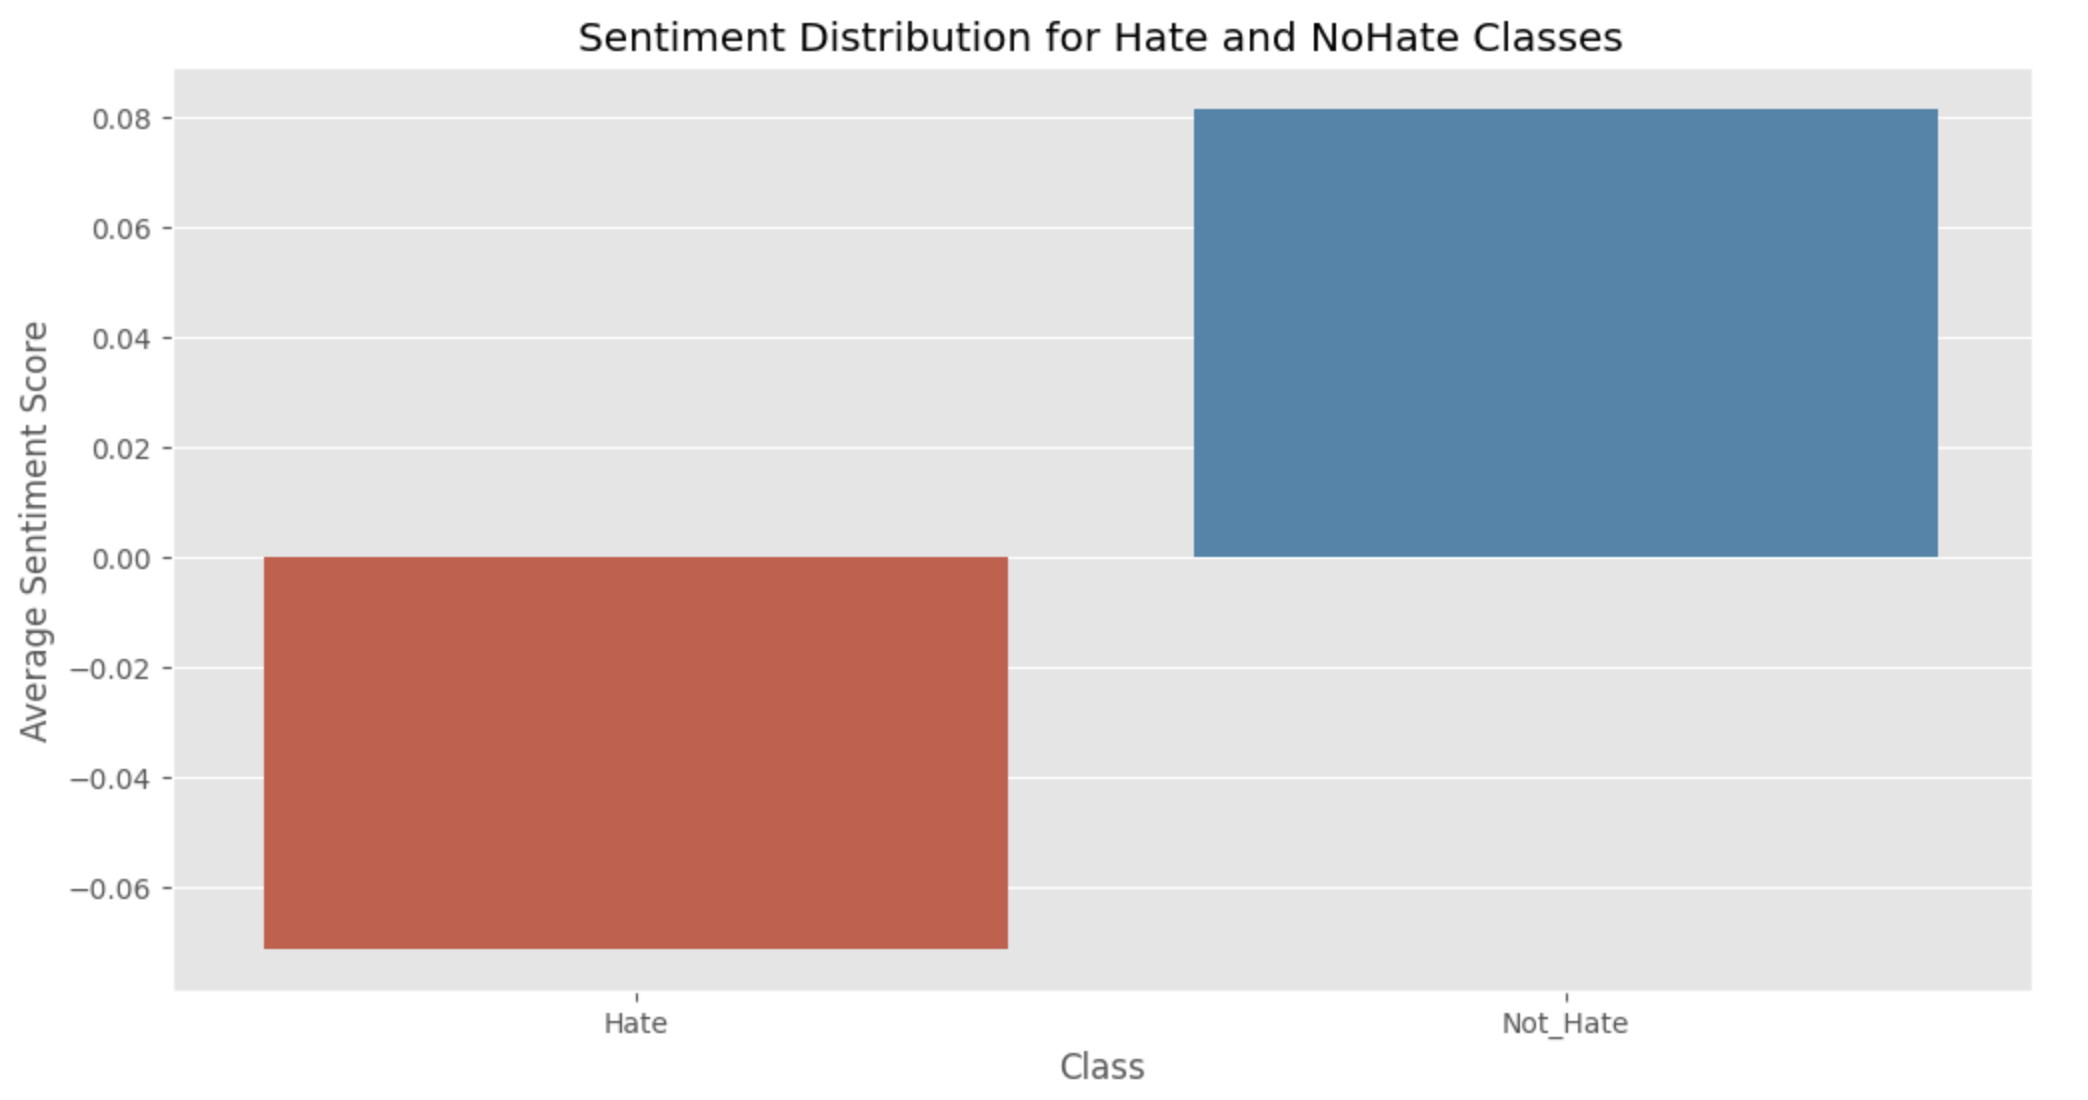 Sentiment Distribution for Hate and NoHate Classes
Average Sentiment Score
0.08
0.06
0.04
0.02
0.00
−0.02
−0.04
−0.06
Hate
Not_Hate
Class